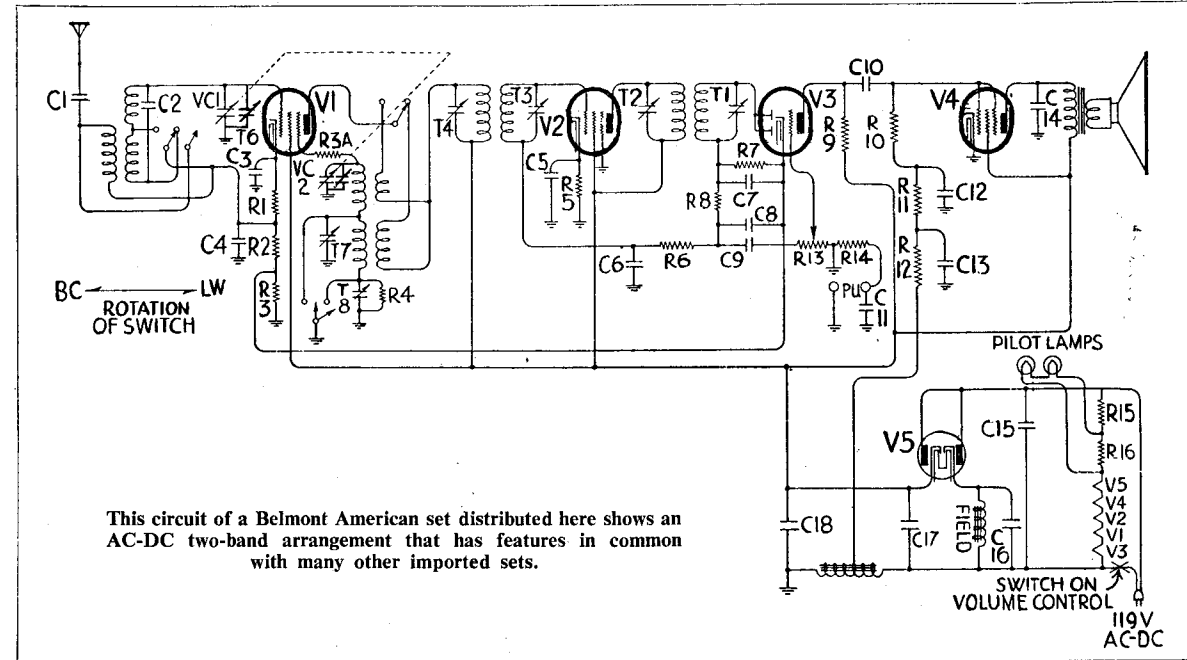 C1
C2
VC1
T6
V1
R3A
C3
VC
2
R1
C4
R2
R
3
T7
T
8
R4
BC
LW
ROTATION
OF SWITCH
T4
T3
V2
C5
R
5
T2
T1
V3
R7
C7
R8
C8
C6
R6
C9
R13
R14
PU
C
11
C10
R
9
R
10
V4
C
14
R
11
C12
R
12
C13
PILOT LAMPS
V5
C15
R15
R16
V5
V4
V2
V1
V3
C18
C17
FIELD
C
16
SWITCH ON
VOLUME CONTROL
119V
AC-DC
This circuit of a Belmont American set distributed here shows an
AC-DC two-band arrangement that has features in common
with many other imported sets.